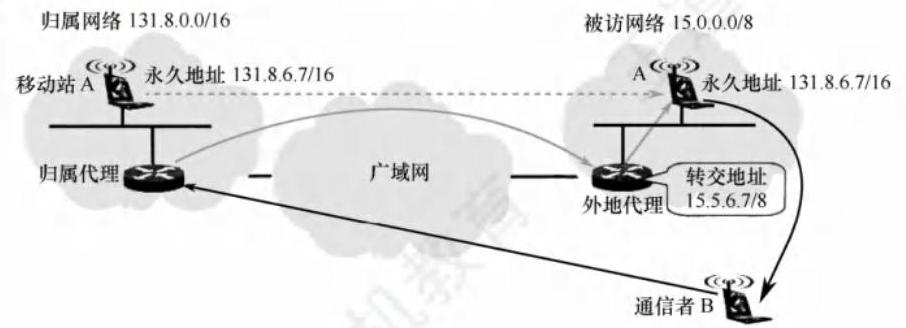 归属网络 131.8.0.0/16
被访网络 15.0.0.0/8
移动站 A
永久地址 131.8.6.7/16
A
永久地址 131.8.6.7/16
归属代理
广域网
外地代理
转交地址
15.5.6.7/8
通信者 B
机教育